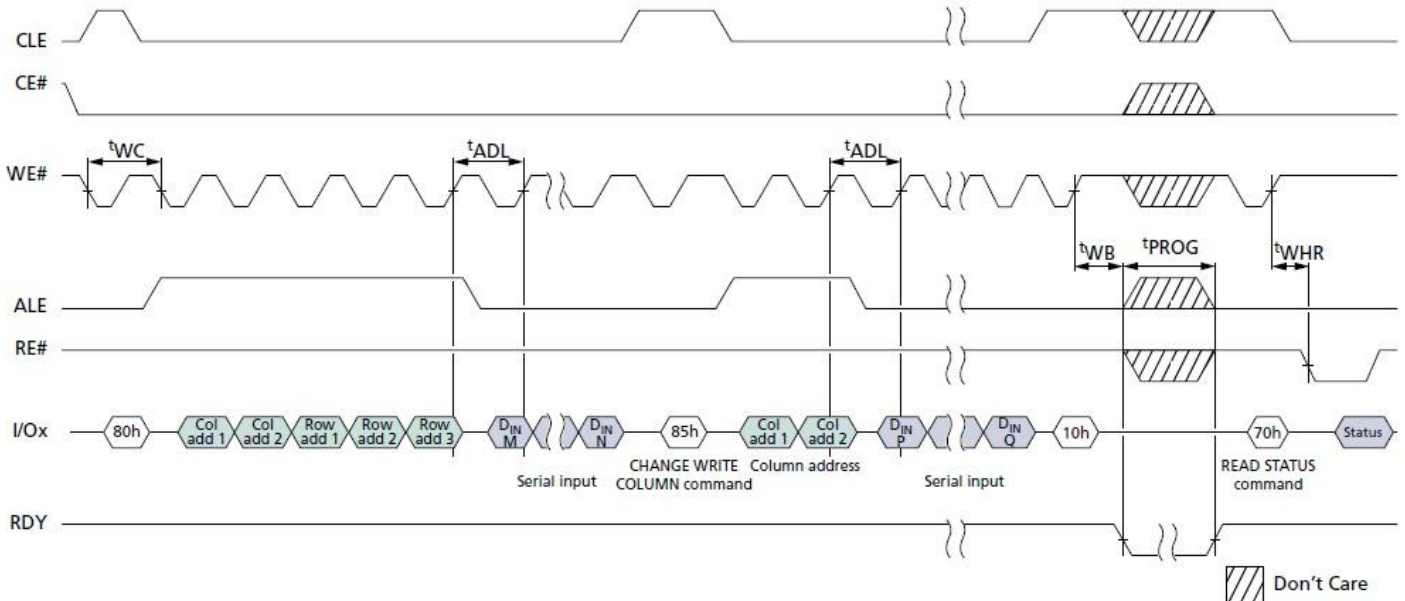 CLE
CE#
tWC tADL tADL
WE#
tWB tPROG tWHR
ALE
RE#
I/Ox 80h Col add 1 Col add 2 Row add 1 Row add 2 Row add 3 DIN M DIN N 85h Col add 1 Col add 2 DIN P DIN Q 10h 70h Status
CHANGE WRITE Column address READ STATUS
Serial input COLUMN command Serial input command
RDY
Don't Care